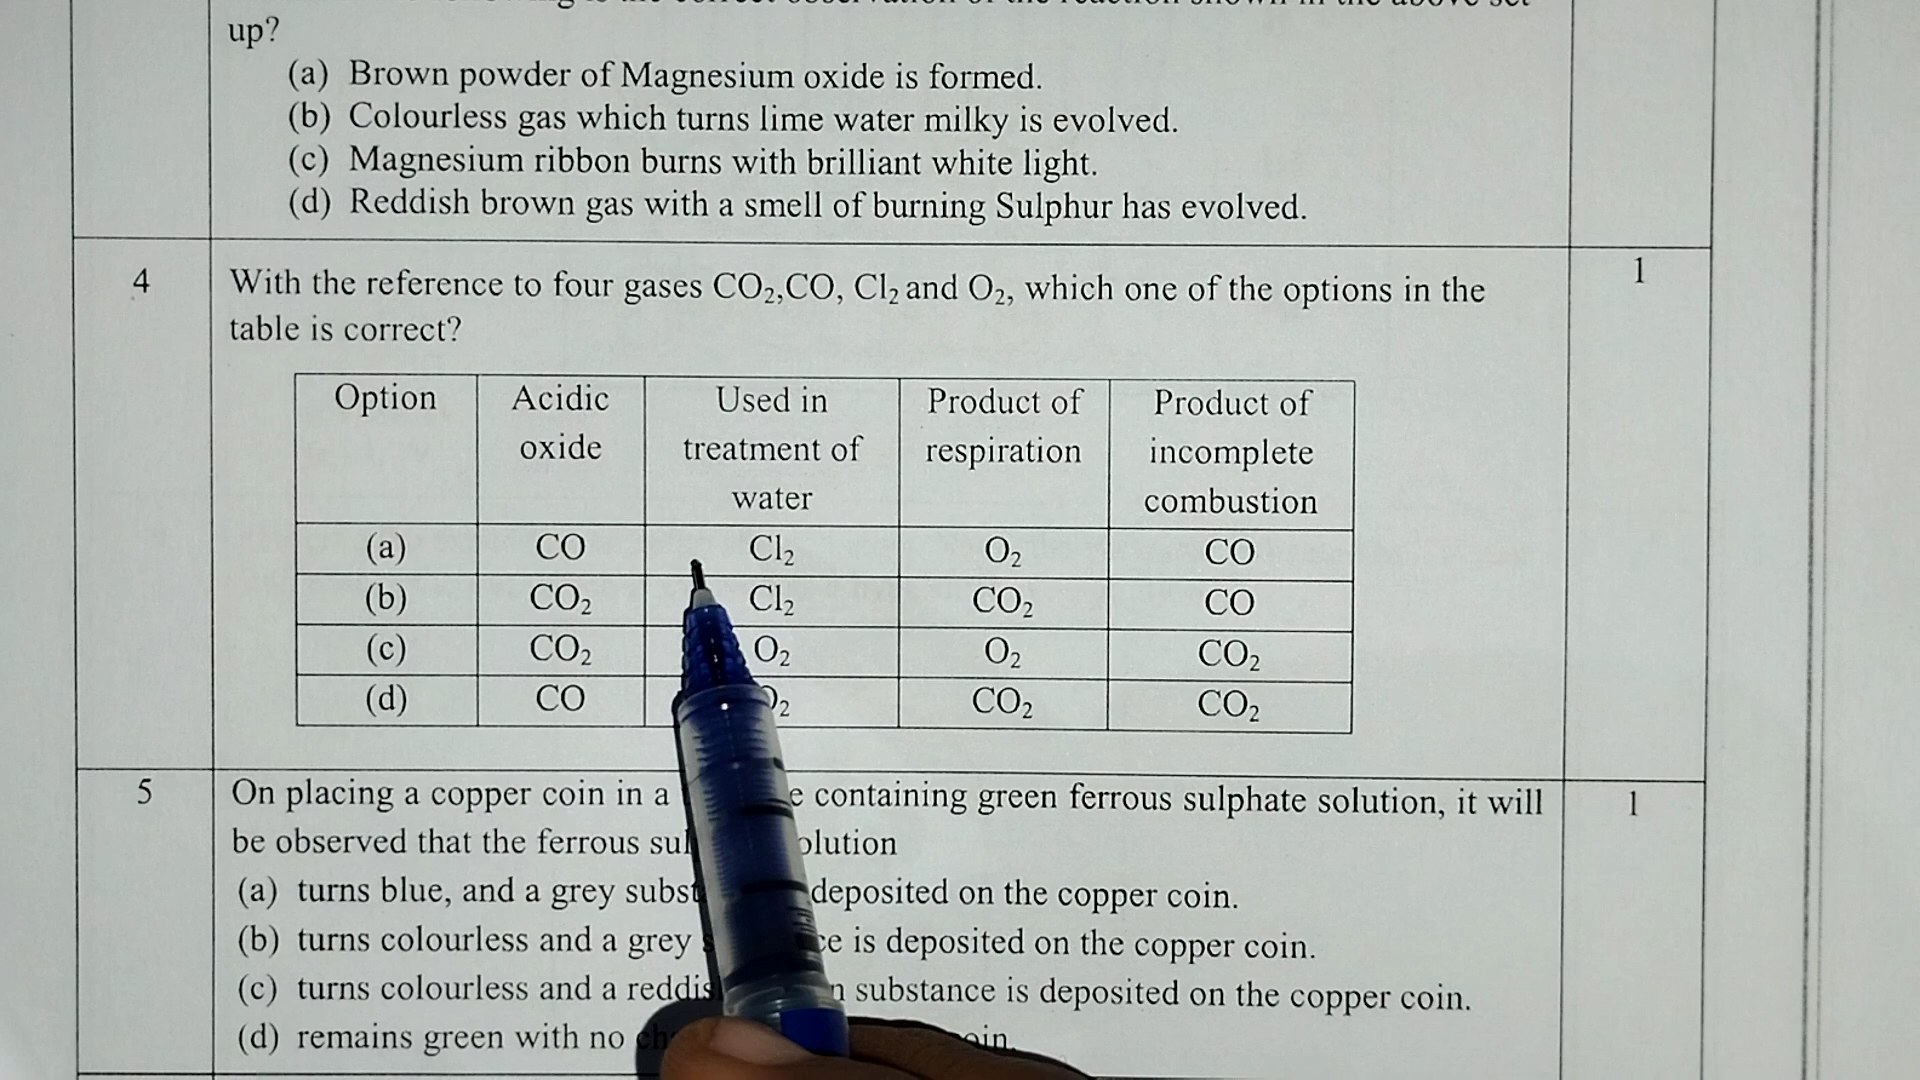 up?
(a) Brown powder of Magnesium oxide is formed.
(b) Colourless gas which turns lime water milky is evolved.
(c) Magnesium ribbon burns with brilliant white light.
(d) Reddish brown gas with a smell of burning Sulphur has evolved.
4 With the reference to four gases CO₂,CO, Cl₂ and O₂, which one of the options in the 1
table is correct?
Option Acidic oxide Used in treatment of water Product of respiration Product of incomplete combustion
(a) CO Cl₂ O₂ CO
(b) CO₂ Cl₂ CO₂ CO
(c) CO₂ O₂ O₂ CO₂
(d) CO CO₂ CO₂
5 On placing a copper coin in a containing green ferrous sulphate solution, it will 1
be observed that the ferrous
(a) turns blue, and a grey deposited on the copper coin.
(b) turns colourless and a grey is deposited on the copper coin.
(c) turns colourless and a substance is deposited on the copper coin.
(d) remains green with no